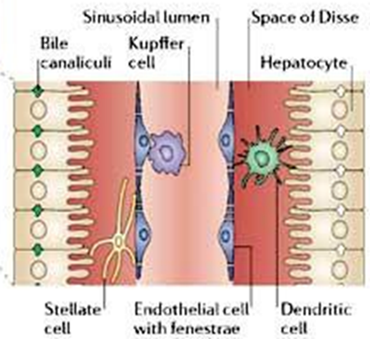 Sinusoidal lumen
Space of Disse
Bile
canaliculi
Kupffer
cell
Hepatocyte
Stellate
cell
Endothelial cell
with fenestrae
Dendritic
cell